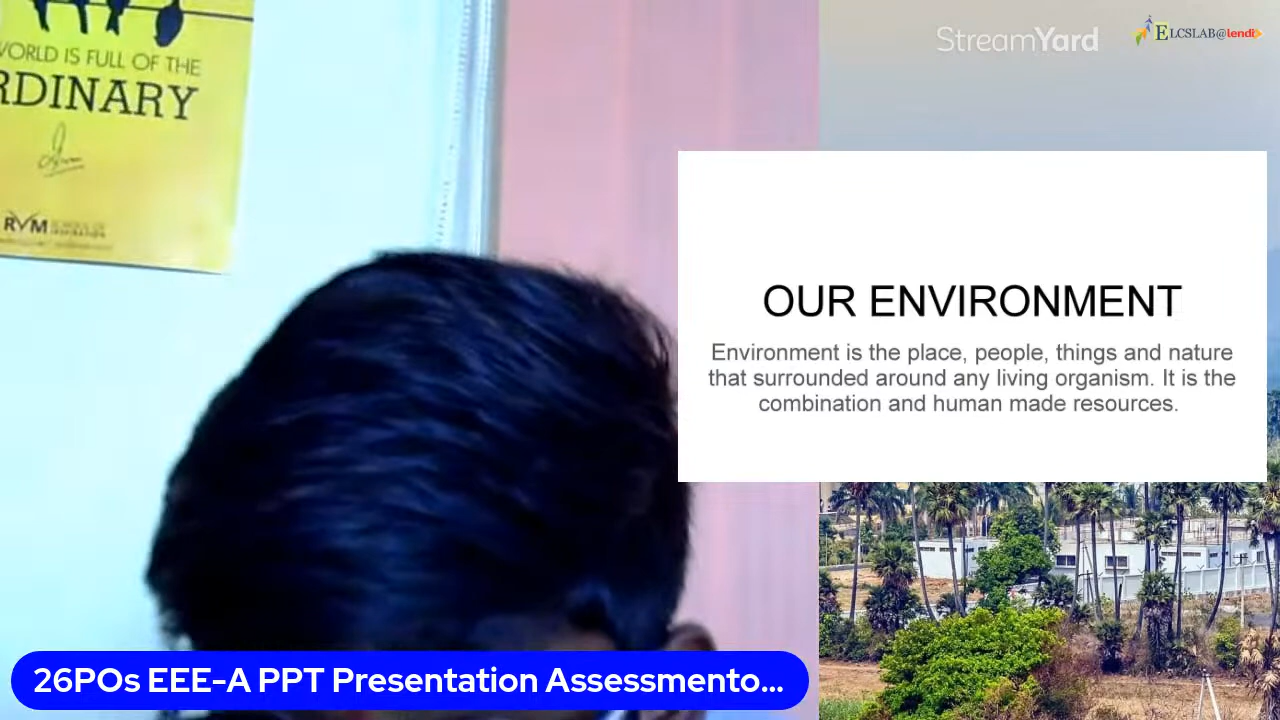 WORLD IS FULL OF THE
RDINARY
RVM
StreamYard
ELCSLAB@lendi
OUR ENVIRONMENT
Environment is the place, people, things and nature
that surrounded around any living organism. It is the
combination and human made resources.
26POs EEE-A PPT Presentation Assessmento...